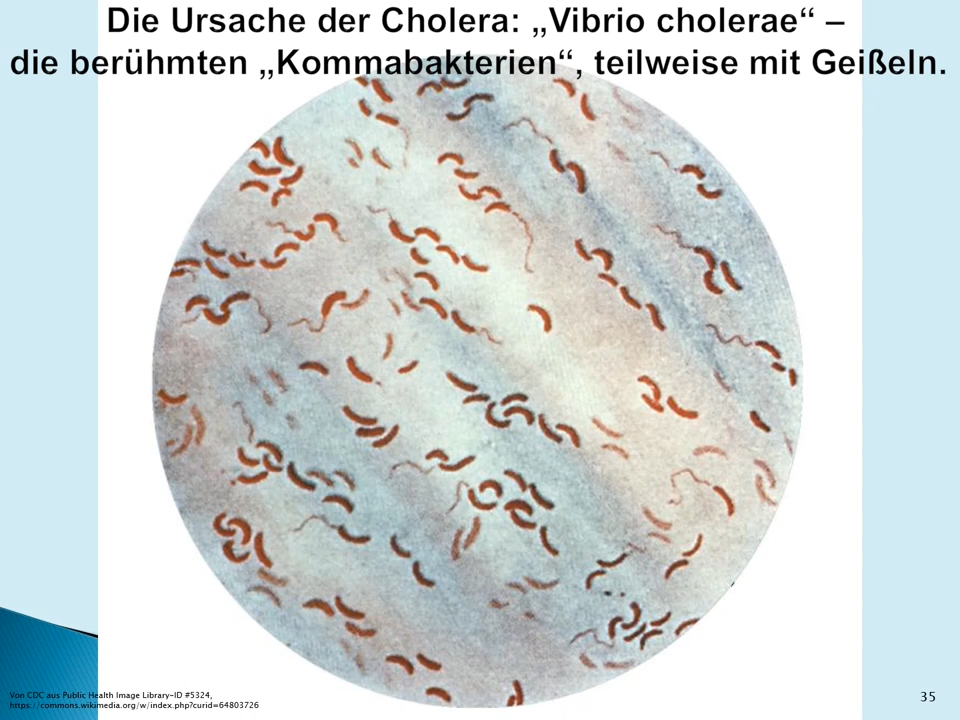 Die Ursache der Cholera: „Vibrio cholerae“ –
die berühmten „Kommabakterien“, teilweise mit Geißeln.
Von CDC aus Public Health Image Library-ID #5324,
https://commons.wikimedia.org/w/index.php?curid=64803726
35